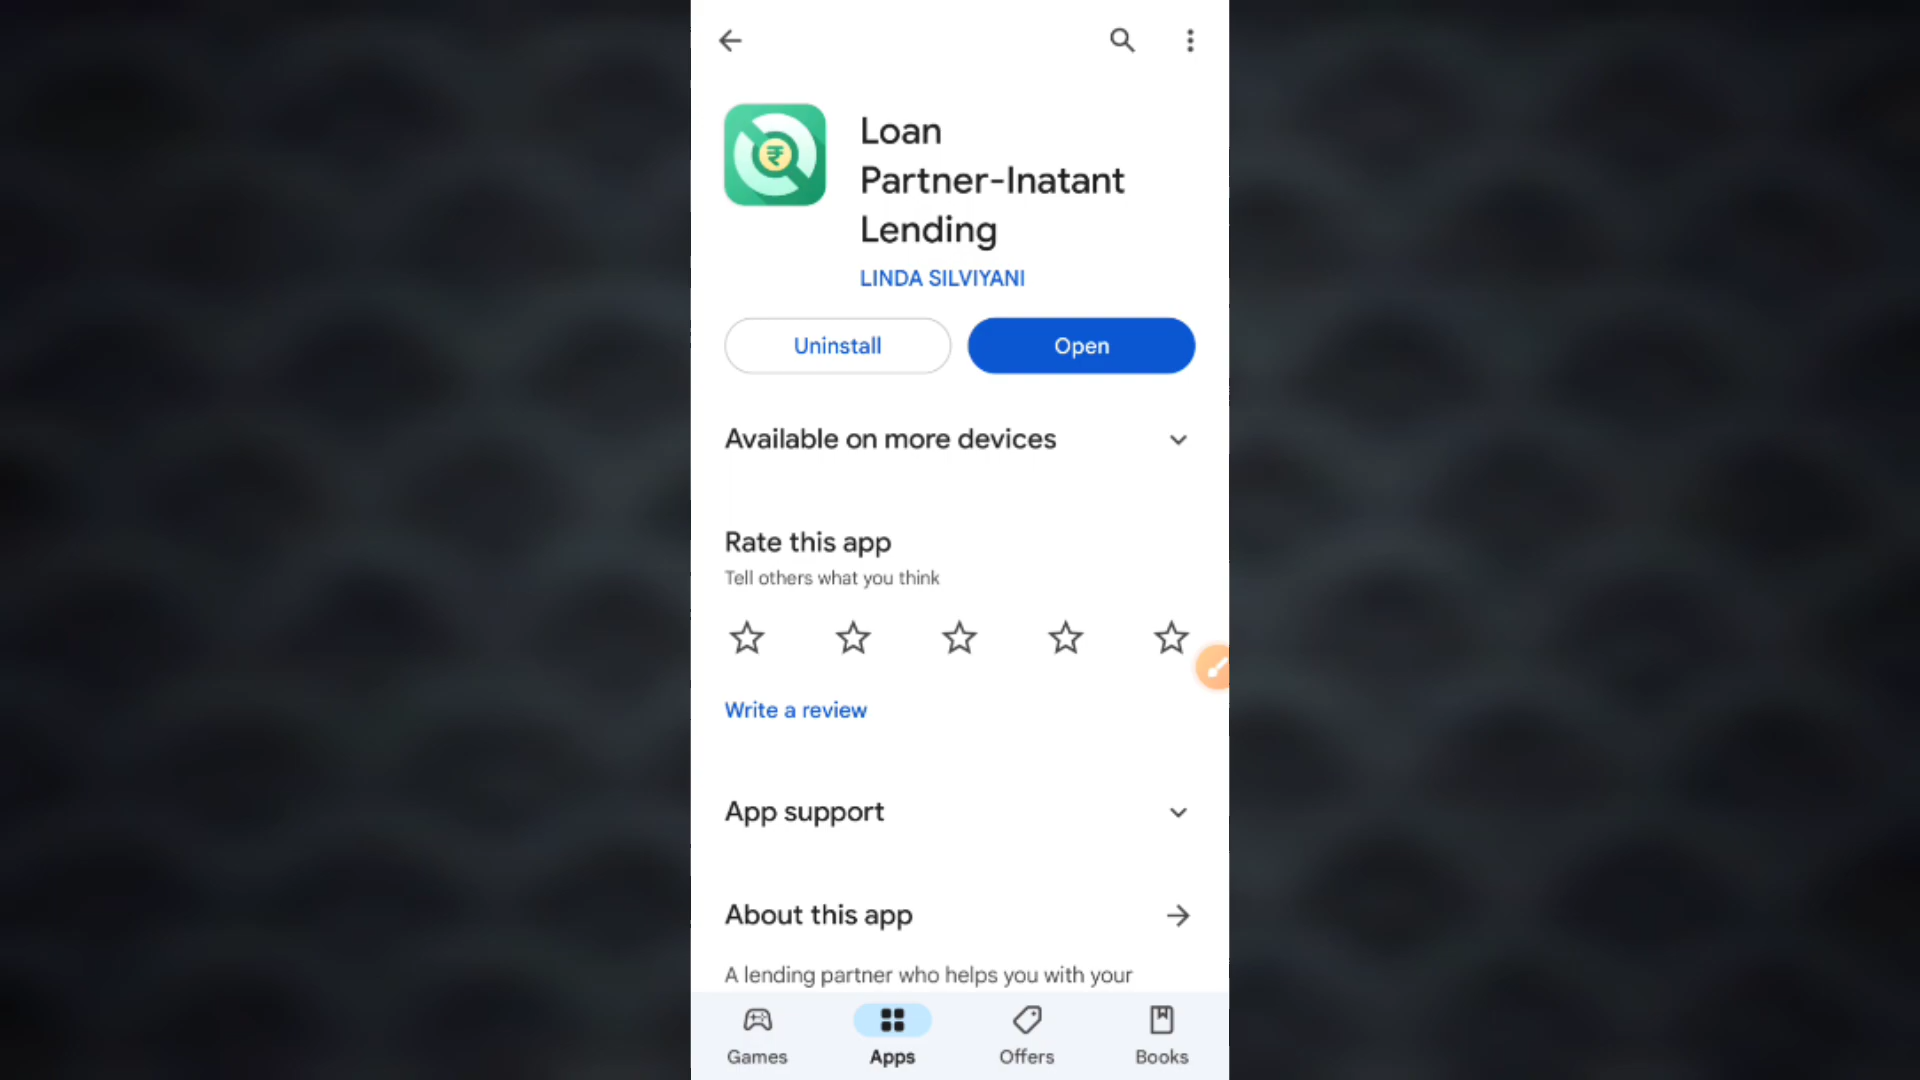 Loan
Partner-Inatant
Lending
LINDA SILVIYANI
Uninstall
Open
Available on more devices
Rate this app
Tell others what you think
Write a review
App support
About this app
A lending partner who helps you with your
Games
Apps
Offers
Books